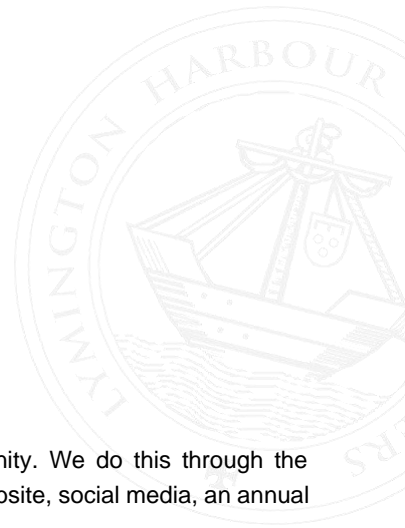 LYMINGTON HARBOUR
nity. We do this through the
osite, social media, an annual